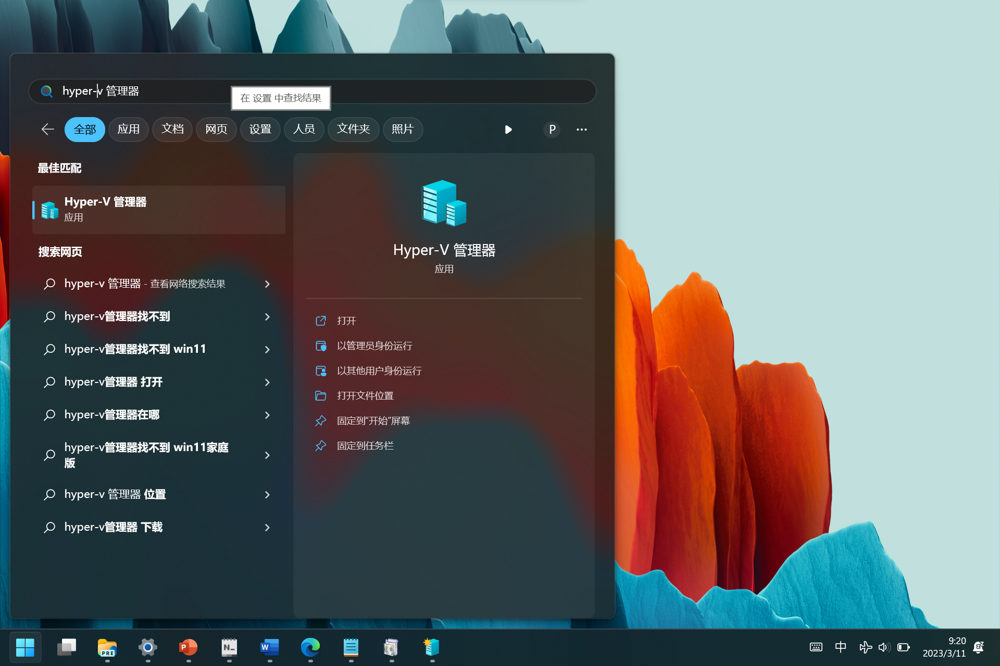 hyper-v 管理器
在 设置 中查找结果
全部 应用 文档 网页 设置 人员 文件夹 照片 P
最佳匹配
Hyper-V 管理器
应用
搜索网页
hyper-v 管理器 - 查看网络搜索结果
hyper-v管理器找不到
hyper-v管理器找不到 win11
hyper-v管理器 打开
hyper-v管理器在哪
hyper-v管理器找不到 win11家庭
版
hyper-v 管理器 位置
hyper-v管理器 下载
Hyper-V 管理器
应用
打开
以管理员身份运行
以其他用户身份运行
打开文件位置
固定到“开始”屏幕
固定到任务栏
PRE
P
N_
W
中
9:20
2023/3/11